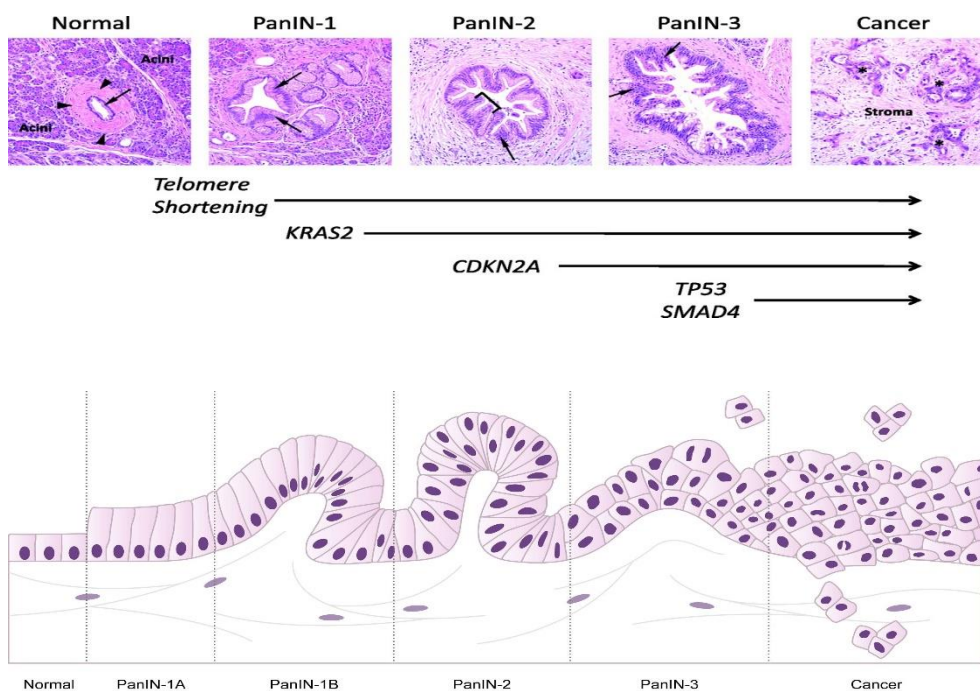 Normal PanIN-1 PanIN-2 PanIN-3 Cancer
Acini
Acini
Stroma
* * *
Telomere
Shortening
KRAS2
CDKN2A
TP53
SMAD4
Normal PanIN-1A PanIN-1B PanIN-2 PanIN-3 Cancer